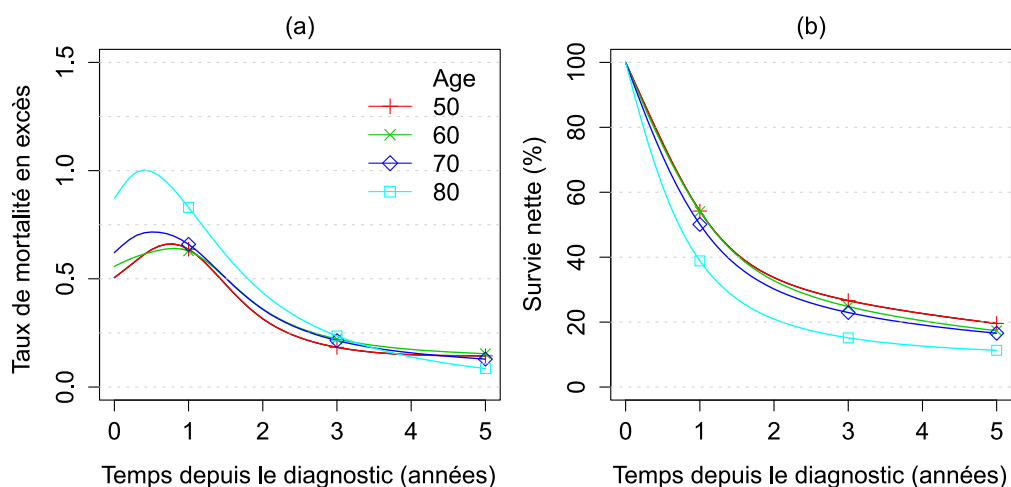 (a)
Taux de mortalité en excès
1.5
1.0
0.5
0.0
Age
50
60
70
80
0 1 2 3 4 5
Temps depuis le diagnostic (années)
(b)
Survie nette (%)
100
80
60
40
20
0
0 1 2 3 4 5
Temps depuis le diagnostic (années)